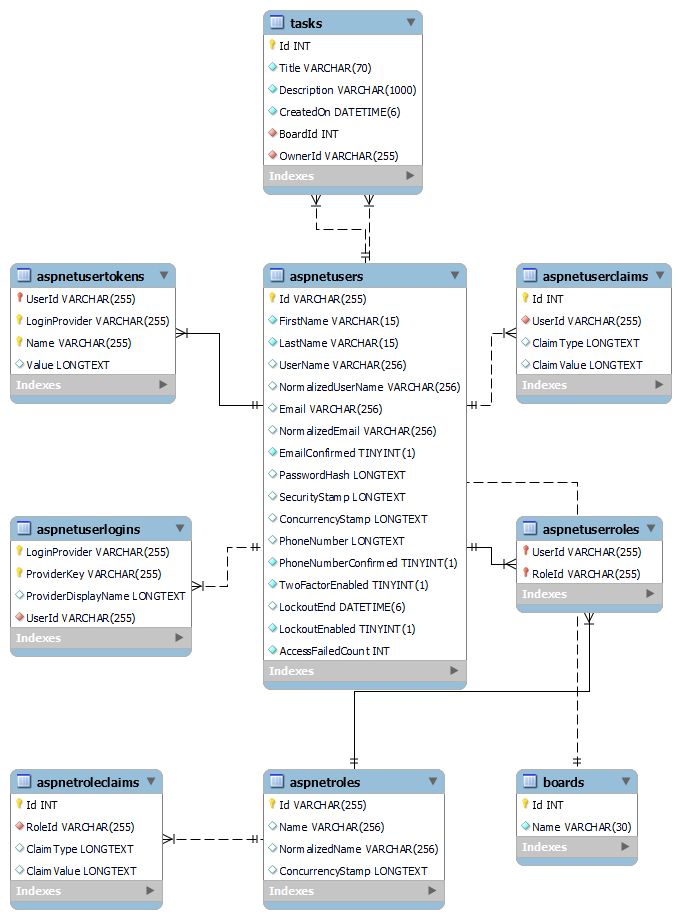 tasks
Id INT
Title VARCHAR(70)
Description VARCHAR(1000)
CreatedOn DATETIME(6)
BoardId INT
OwnerId VARCHAR(255)
Indexes
aspnetusertokens
UserId VARCHAR(255)
LoginProvider VARCHAR(255)
Name VARCHAR(255)
Value LONGTEXT
Indexes
aspnetusers
Id VARCHAR(255)
FirstName VARCHAR(15)
LastName VARCHAR(15)
UserName VARCHAR(256)
NormalizedUserName VARCHAR(256)
Email VARCHAR(256)
NormalizedEmail VARCHAR(256)
EmailConfirmed TINYINT(1)
PasswordHash LONGTEXT
SecurityStamp LONGTEXT
ConcurrencyStamp LONGTEXT
PhoneNumber LONGTEXT
PhoneNumberConfirmed TINYINT(1)
TwoFactorEnabled TINYINT(1)
LockoutEnd DATETIME(6)
LockoutEnabled TINYINT(1)
AccessFailedCount INT
Indexes
aspnetuserclaims
Id INT
UserId VARCHAR(255)
ClaimType LONGTEXT
ClaimValue LONGTEXT
Indexes
aspnetuserlogins
LoginProvider VARCHAR(255)
ProviderKey VARCHAR(255)
ProviderDisplayName LONGTEXT
UserId VARCHAR(255)
Indexes
aspnetuserroles
UserId VARCHAR(255)
RoleId VARCHAR(255)
Indexes
aspnetroleclaims
Id INT
RoleId VARCHAR(255)
ClaimType LONGTEXT
ClaimValue LONGTEXT
Indexes
aspnetroles
Id VARCHAR(255)
Name VARCHAR(256)
NormalizedName VARCHAR(256)
ConcurrencyStamp LONGTEXT
Indexes
boards
Id INT
Name VARCHAR(30)
Indexes